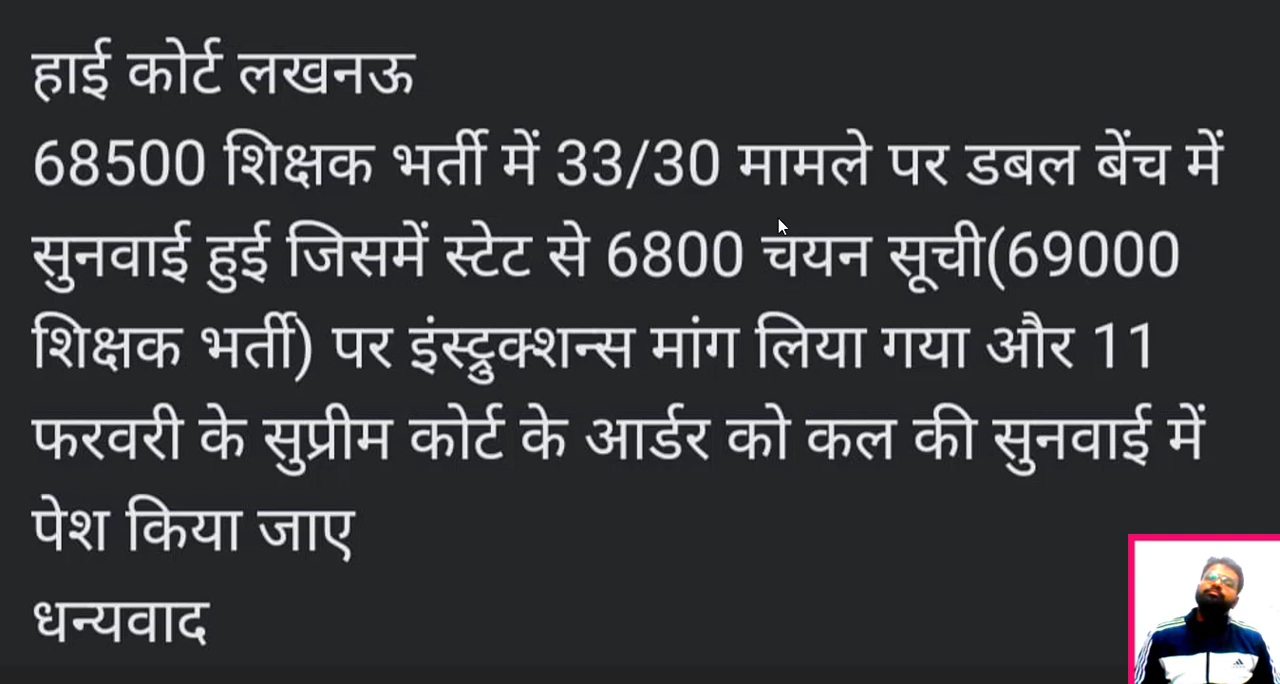 हाई कोर्ट लखनऊ
68500 शिक्षक भर्ती में 33/30 मामले पर डबल बेंच में
सुनवाई हुई जिसमें स्टेट से 6800 चयन सूची(69000
शिक्षक भर्ती) पर इंस्ट्रुक्शन्स मांग लिया गया और 11
फरवरी के सुप्रीम कोर्ट के आर्डर को कल की सुनवाई में
पेश किया जाए
धन्यवाद